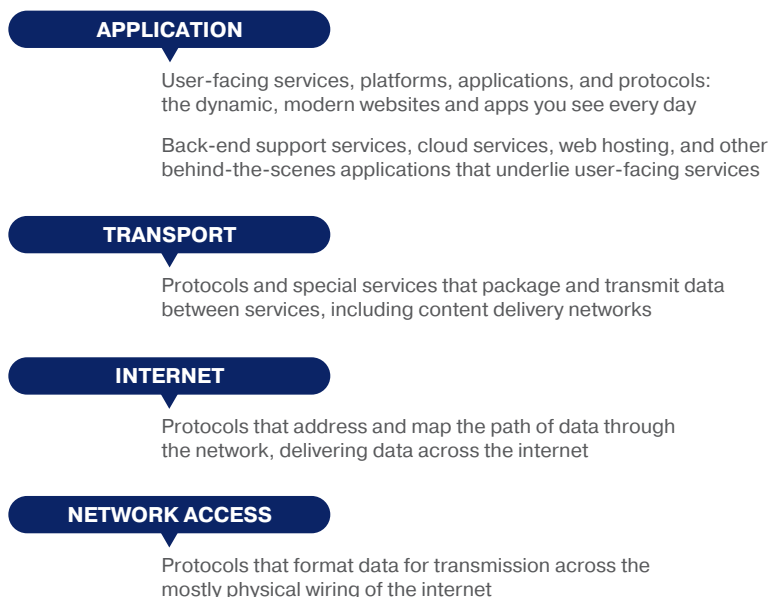 APPLICATION
User-facing services, platforms, applications, and protocols:
the dynamic, modern websites and apps you see every day
Back-end support services, cloud services, web hosting, and other
behind-the-scenes applications that underlie user-facing services
TRANSPORT
Protocols and special services that package and transmit data
between services, including content delivery networks
INTERNET
Protocols that address and map the path of data through
the network, delivering data across the internet
NETWORK ACCESS
Protocols that format data for transmission across the
mostly physical wiring of the internet